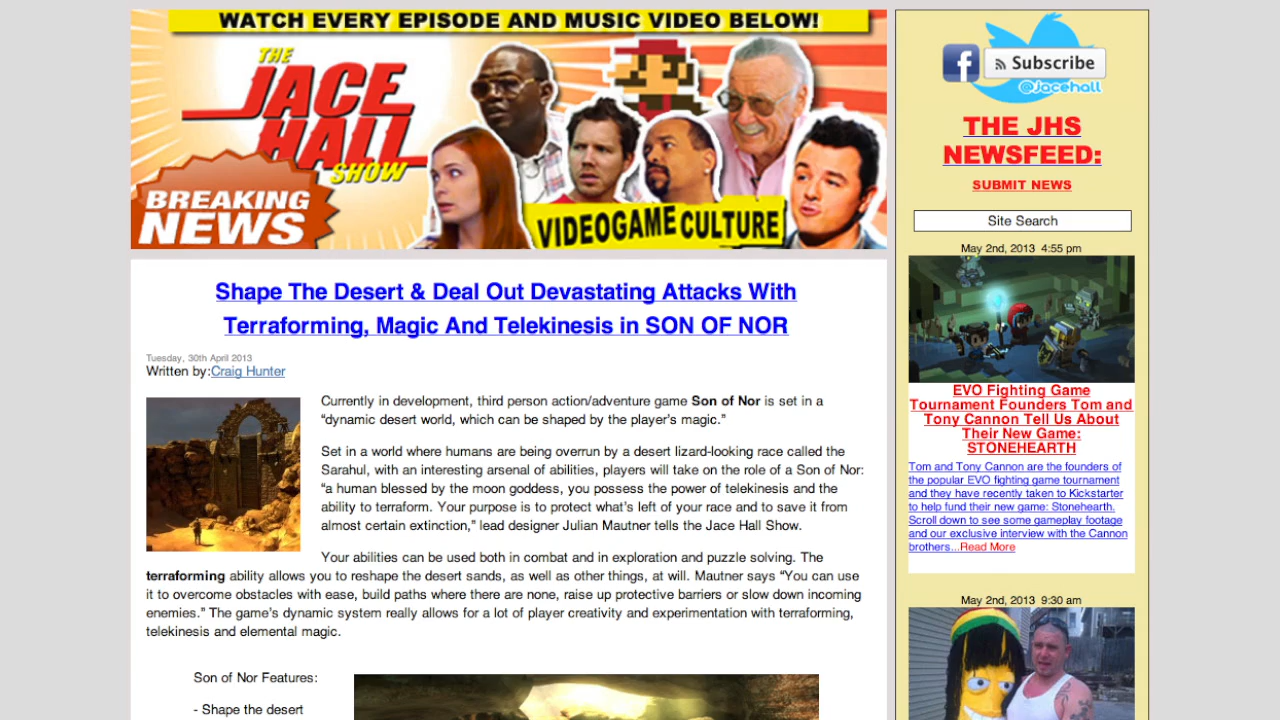 WATCH EVERY EPISODE AND MUSIC VIDEO BELOW!
THE
JACE
HALL
SHOW
BREAKING
NEWS
VIDEOGAME CULTURE
Shape The Desert & Deal Out Devastating Attacks With
Terraforming, Magic And Telekinesis in SON OF NOR
Tuesday, 30th April 2013
Written by:Craig Hunter
Currently in development, third person action/adventure game Son of Nor is set in a
“dynamic desert world, which can be shaped by the player’s magic.”
Set in a world where humans are being overrun by a desert lizard-looking race called the
Sarahul, with an interesting arsenal of abilities, players will take on the role of a Son of Nor:
“a human blessed by the moon goddess, you possess the power of telekinesis and the
ability to terraform. Your purpose is to protect what’s left of your race and to save it from
almost certain extinction,” lead designer Julian Mautner tells the Jace Hall Show.
Your abilities can be used both in combat and in exploration and puzzle solving. The
terraforming ability allows you to reshape the desert sands, as well as other things, at will. Mautner says “You can use
it to overcome obstacles with ease, build paths where there are none, raise up protective barriers or slow down incoming
enemies.” The game’s dynamic system really allows for a lot of player creativity and experimentation with terraforming,
telekinesis and elemental magic.
Son of Nor Features:
- Shape the desert
f Subscribe
@Jacehall
THE JHS
NEWSFEED:
SUBMIT NEWS
Site Search
May 2nd, 2013 4:55 pm
EVO Fighting Game
Tournament Founders Tom and
Tony Cannon Tell Us About
Their New Game:
STONEHEARTH
Tom and Tony Cannon are the founders of
the popular EVO fighting game tournament
and they have recently taken to Kickstarter
to help fund their new game: Stonehearth.
Scroll down to see some gameplay footage
and our exclusive interview with the Cannon
brothers...Read More
May 2nd, 2013 9:30 am